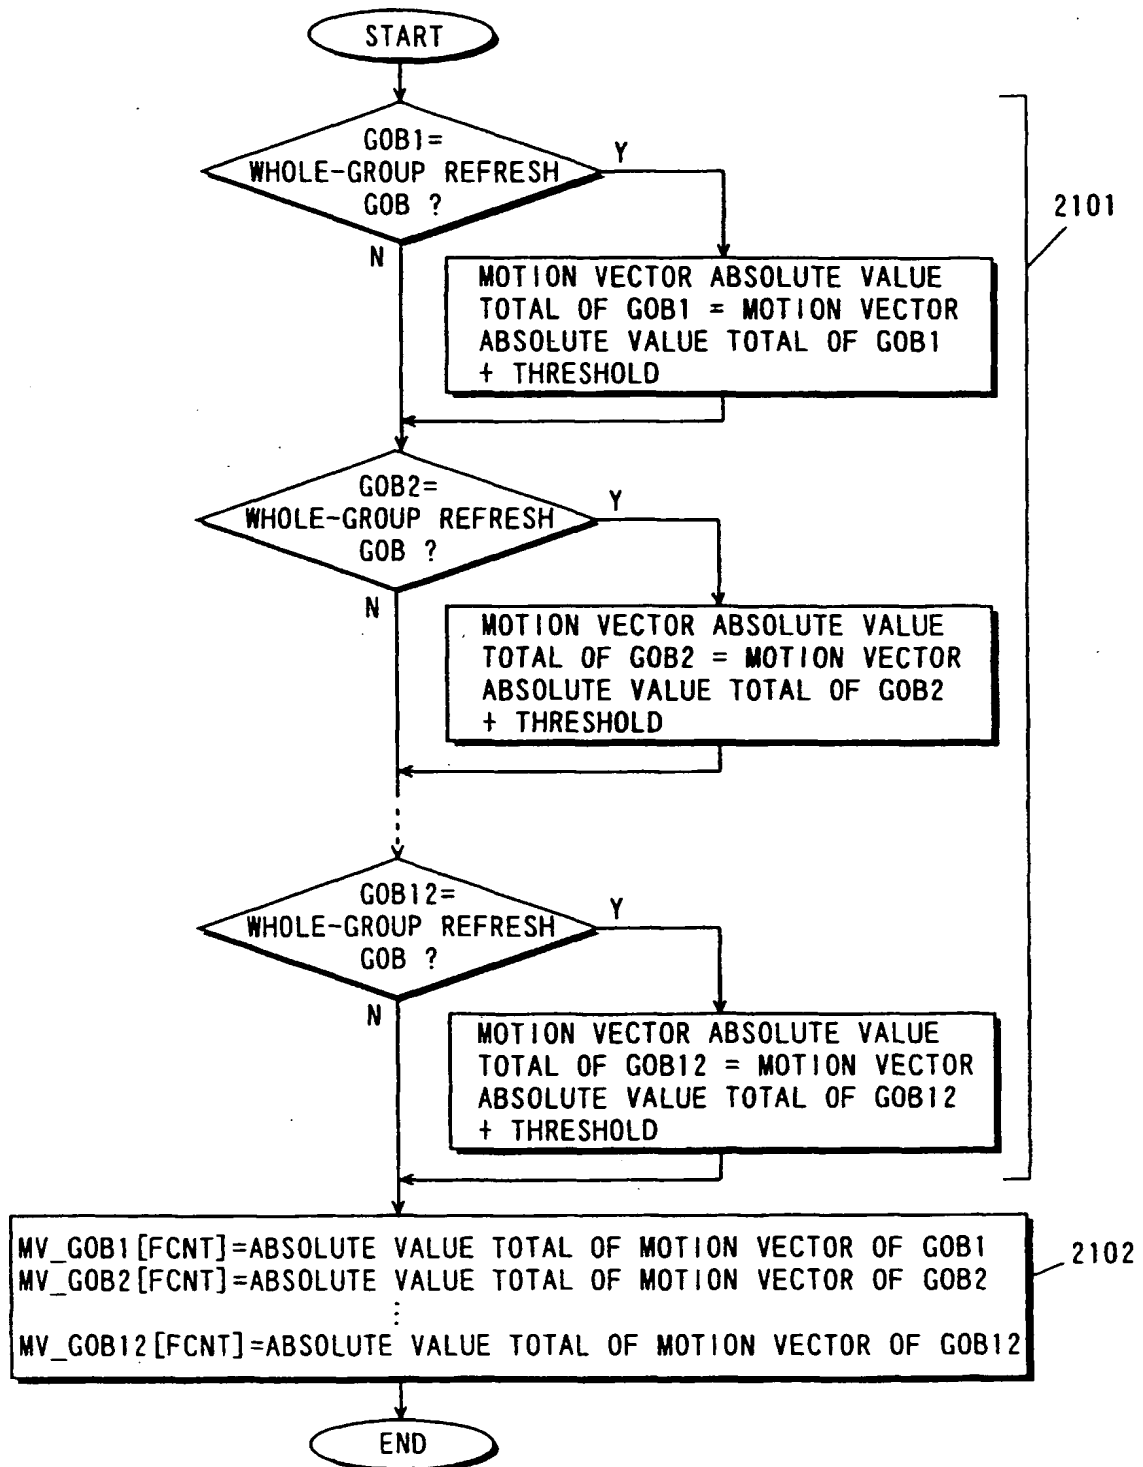 START
GOB1=
WHOLE-GROUP REFRESH
GOB ?
Y
N
2101
MOTION VECTOR ABSOLUTE VALUE
TOTAL OF GOB1 = MOTION VECTOR
ABSOLUTE VALUE TOTAL OF GOB1
+ THRESHOLD
GOB2=
WHOLE-GROUP REFRESH
GOB ?
Y
N
MOTION VECTOR ABSOLUTE VALUE
TOTAL OF GOB2 = MOTION VECTOR
ABSOLUTE VALUE TOTAL OF GOB2
+ THRESHOLD
GOB12=
WHOLE-GROUP REFRESH
GOB ?
Y
N
MOTION VECTOR ABSOLUTE VALUE
TOTAL OF GOB12 = MOTION VECTOR
ABSOLUTE VALUE TOTAL OF GOB12
+ THRESHOLD
MV_GOB1[FCNT]=ABSOLUTE VALUE TOTAL OF MOTION VECTOR OF GOB1
MV_GOB2[FCNT]=ABSOLUTE VALUE TOTAL OF MOTION VECTOR OF GOB2
⋮
MV_GOB12[FCNT]=ABSOLUTE VALUE TOTAL OF MOTION VECTOR OF GOB12
2102
END